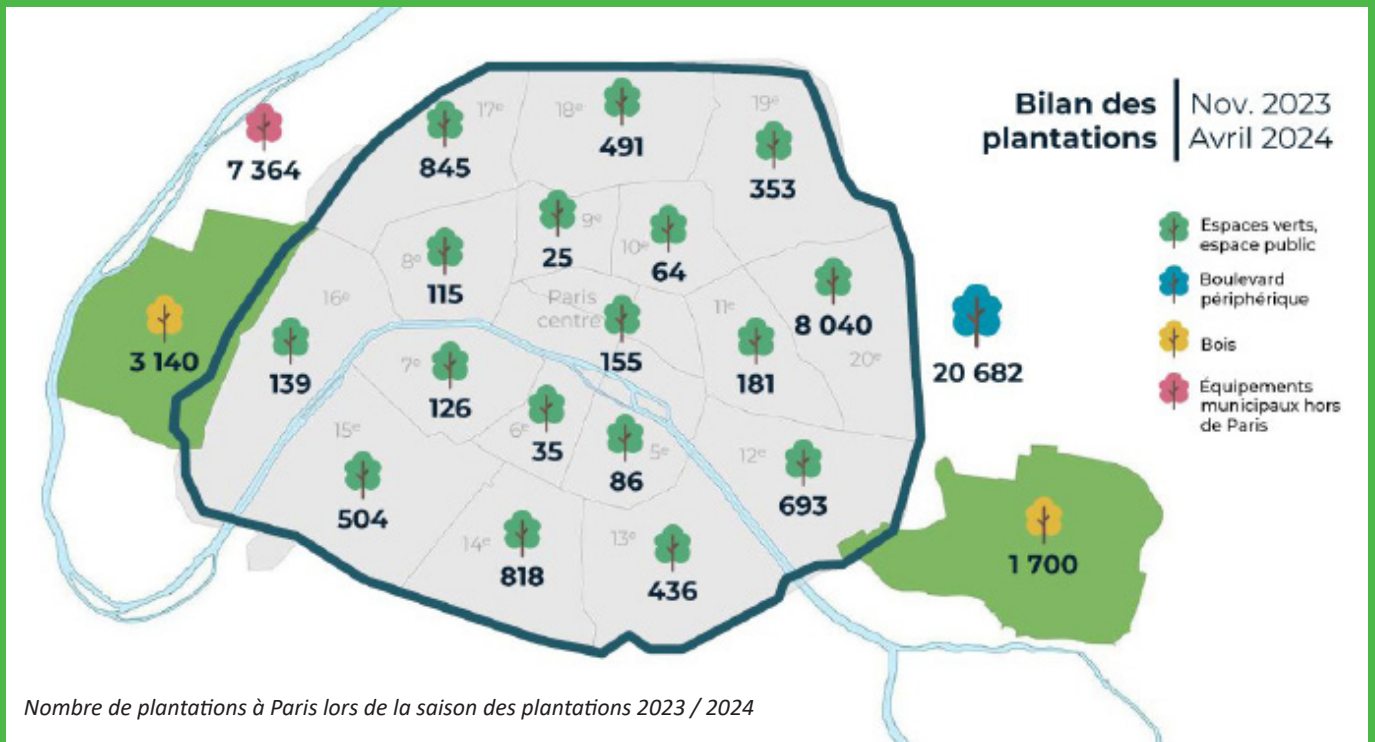 Bilan des
plantations
Nov. 2023
Avril 2024
Espaces verts,
espace public
Boulevard
périphérique
Bois
Équipements
municipaux hors
de Paris
7 364
17e
845
18e
491
19e
353
9e
25
10e
64
8e
115
Paris
centre
155
11e
181
8 040
20e
20 682
3 140
16e
139
7e
126
6e
35
5e
86
12e
693
15e
504
14e
818
13e
436
1 700
Nombre de plantations à Paris lors de la saison des plantations 2023 / 2024